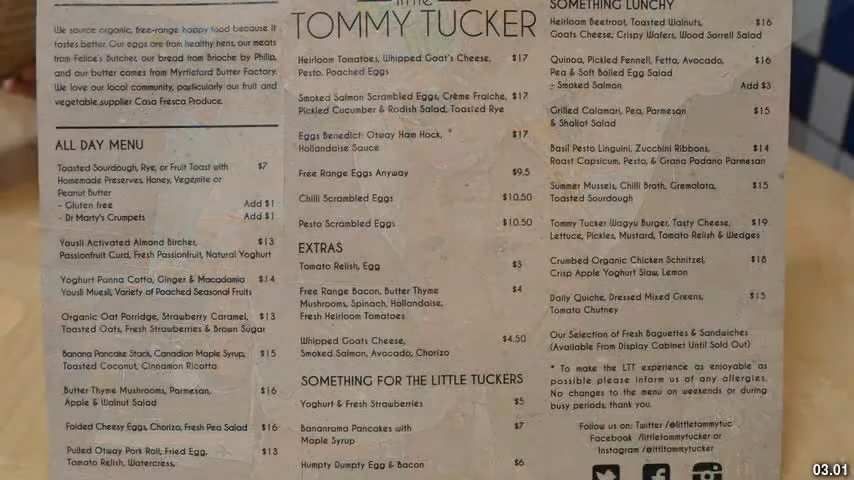 little
TOMMY TUCKER
We source organic, free-range happy food because it
tastes better. Our eggs are from healthy hens, our meats
from Felice's Butcher, our bread from Brioche by Philip,
and our butter comes from Myrtleford Butter Factory.
We love our local community, particularly our fruit and
vegetable supplier Casa Fresca Produce.
ALL DAY MENU
Toasted Sourdough, Rye, or Fruit Toast with $7
Homemade Preserves, Honey, Vegemite or
Peanut Butter
- Gluten free Add $1
- Dr Marty's Crumpets Add $1
Yousli Activated Almond Bircher, $13
Passionfruit Curd, Fresh Passionfruit, Natural Yoghurt
Yoghurt Panna Cotta, Ginger & Macadamia $14
Yousli Muesli, Variety of Poached Seasonal Fruits
Organic Oat Porridge, Strawberry Caramel, $13
Toasted Oats, Fresh Strawberries & Brown Sugar
Banana Pancake Stack, Canadian Maple Syrup, $15
Toasted Coconut, Cinnamon Ricotta
Butter Thyme Mushrooms, Parmesan, $16
Apple & Walnut Salad
Folded Cheesy Eggs, Chorizo, Fresh Pea Salad $16
Pulled Otway Pork Roll, Fried Egg, $13
Tomato Relish, Watercress,
Heirloom Tomatoes, Whipped Goat's Cheese, $17
Pesto, Poached Eggs
Smoked Salmon Scrambled Eggs, Crème Fraiche, $17
Pickled Cucumber & Radish Salad, Toasted Rye
Eggs Benedict: Otway Ham Hock, * $17
Hollandaise Sauce
Free Range Eggs Anyway $9.5
Chilli Scrambled Eggs $10.50
Pesto Scrambled Eggs $10.50
EXTRAS
Tomato Relish, Egg $3
Free Range Bacon, Butter Thyme $4
Mushrooms, Spinach, Hollandaise,
Fresh Heirloom Tomatoes
Whipped Goats Cheese, $4.50
Smoked Salmon, Avocado, Chorizo
SOMETHING FOR THE LITTLE TUCKERS
Yoghurt & Fresh Strawberries $5
Bananrama Pancakes with $7
Maple Syrup
Humpty Dumpty Egg & Bacon $6
SOMETHING LUNCHY
Heirloom Beetroot, Toasted Walnuts, $16
Goats Cheese, Crispy Wafers, Wood Sorrell Salad
Quinoa, Pickled Fennell, Fetta, Avocado, $16
Pea & Soft Boiled Egg Salad
- Smoked Salmon Add $3
Grilled Calamari, Pea, Parmesan $15
& Shallot Salad
Basil Pesto Linguini, Zucchini Ribbons, $14
Roast Capsicum, Pesto, & Grana Padano Parmesan
Summer Mussels, Chilli Broth, Gremolata, $15
Toasted Sourdough
Tommy Tucker Wagyu Burger, Tasty Cheese, $19
Lettuce, Pickles, Mustard, Tomato Relish & Wedges
Crumbed Organic Chicken Schnitzel, $18
Crisp Apple Yoghurt Slaw, Lemon
Daily Quiche, Dressed Mixed Greens, $15
Tomato Chutney
Our Selection of Fresh Baguettes & Sandwiches
(Available From Display Cabinet Until Sold Out)
* To make the LTT experience as enjoyable as
possible please inform us of any allergies.
No changes to the menu on weekends or during
busy periods, thank you.
Follow us on: Twitter /@littletommytuc
Facebook /littletommytucker or
Instagram /@littltomytucker
03.01